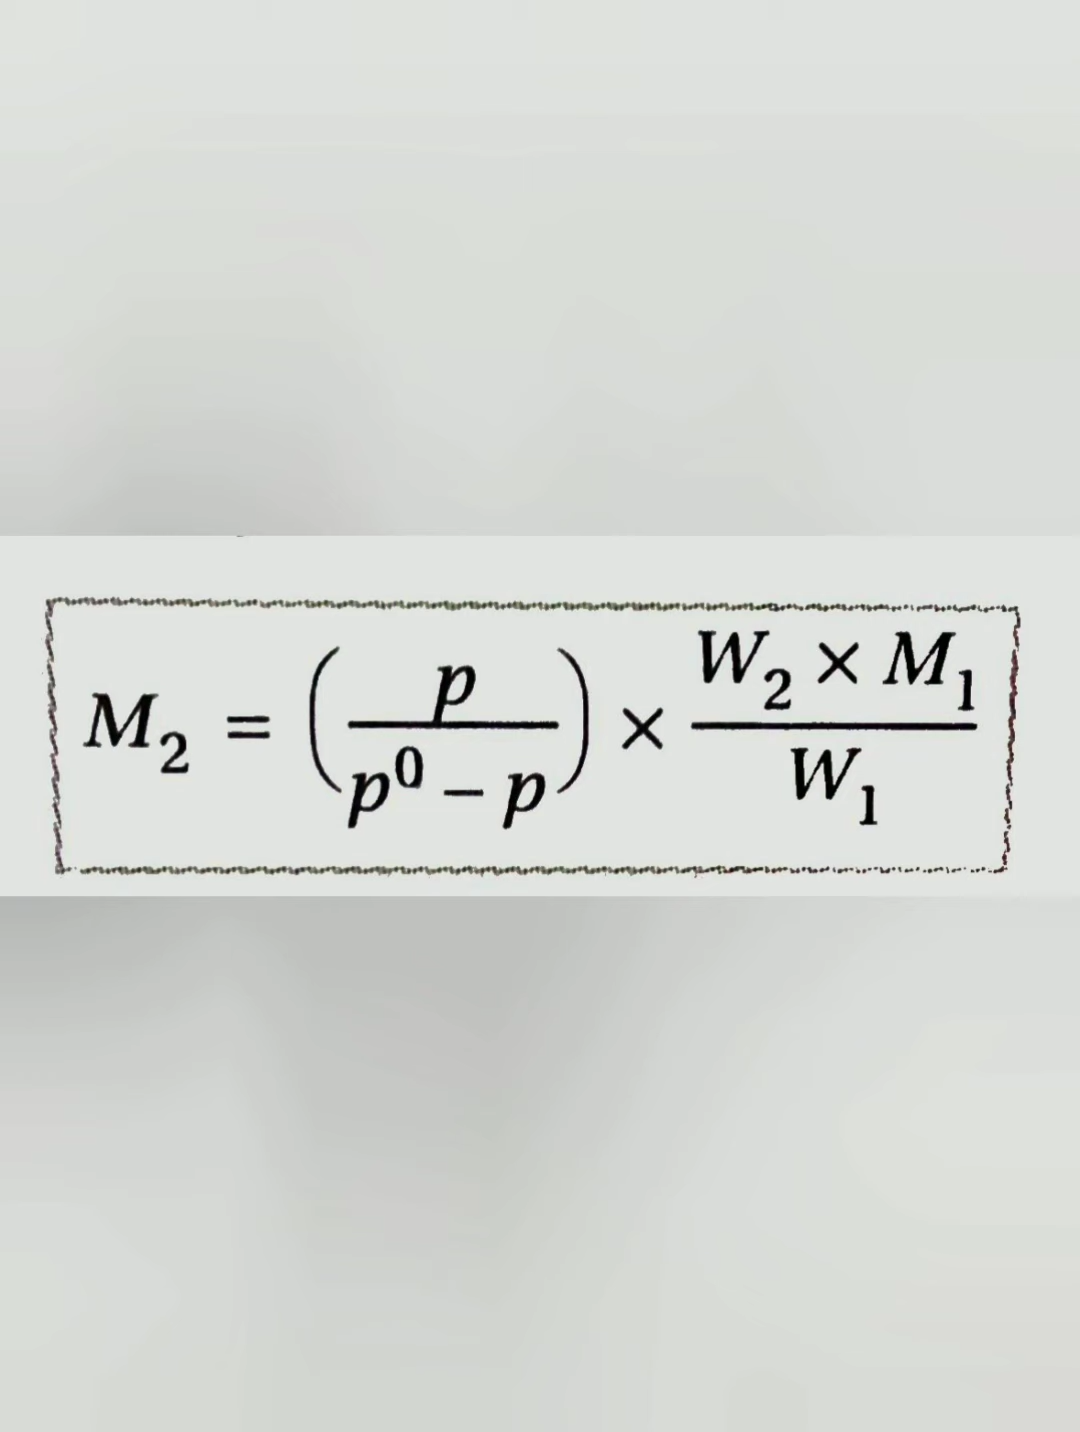 M₂ = (p / (p⁰ − p)) × (W₂ × M₁) / W₁